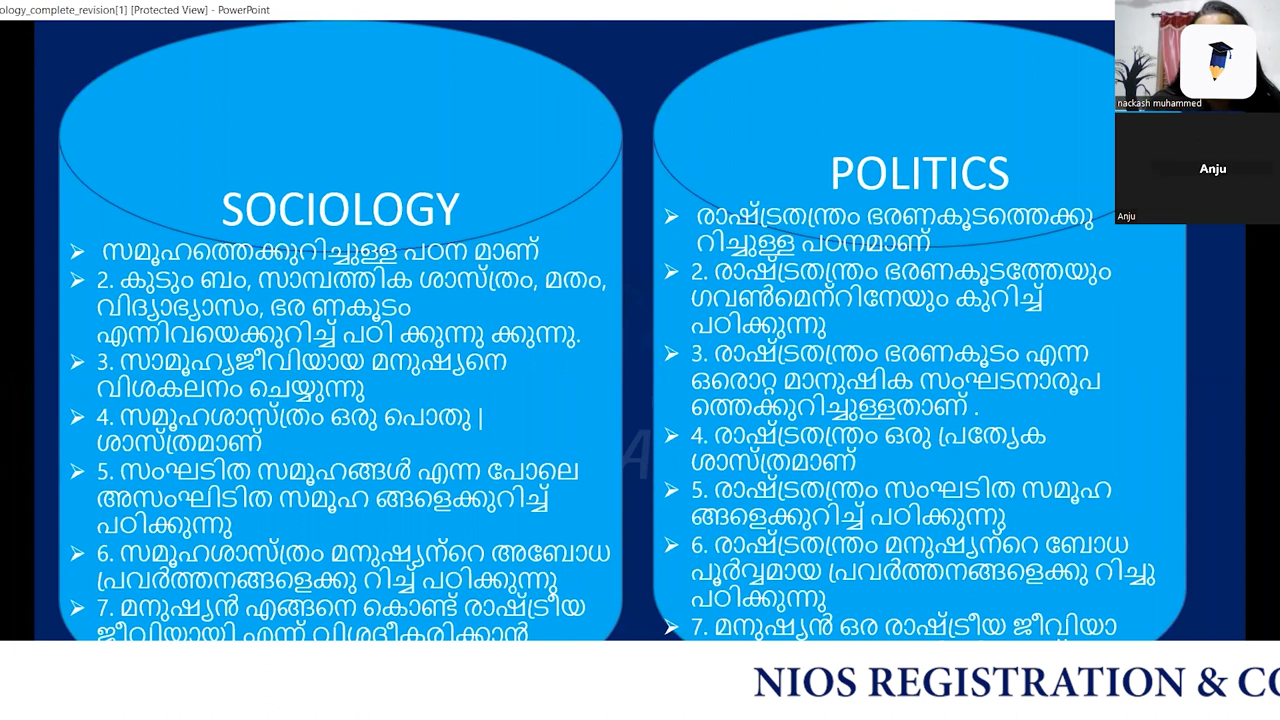 ology_complete_revision[1] [Protected View] - PowerPoint
SOCIOLOGY
➢ സമൂഹത്തെക്കുറിച്ചുള്ള പഠന മാണ്
➢ 2. കുടും ബം, സാമ്പത്തിക ശാസ്ത്രം, മതം,
വിദ്യാഭ്യാസം, ഭര ണകൂടം
എന്നിവയെക്കുറിച്ച് പഠി ക്കുന്നു ക്കുന്നു.
➢ 3. സാമൂഹ്യജീവിയായ മനുഷ്യനെ
വിശകലനം ചെയ്യുന്നു
➢ 4. സമൂഹശാസ്ത്രം ഒരു പൊതു |
ശാസ്ത്രമാണ്
➢ 5. സംഘടിത സമൂഹങ്ങൾ എന്ന പോലെ
അസംഘിടിത സമൂഹ ങ്ങളെക്കുറിച്ച്
പഠിക്കുന്നു
➢ 6. സമൂഹശാസ്ത്രം മനുഷ്യന്റെ അബോധ
പ്രവർത്തനങ്ങളെക്കു റിച്ച് പഠിക്കുന്നു
➢ 7. മനുഷ്യൻ എങ്ങനെ കൊണ്ട് രാഷ്ട്രീയ
ജീവിയായി എന്ന് വിശദീകരിക്കാൻ
POLITICS
➢ രാഷ്ട്രതന്ത്രം ഭരണകൂടത്തെക്കു
റിച്ചുള്ള പഠനമാണ്
➢ 2. രാഷ്ട്രതന്ത്രം ഭരണകൂടത്തേയും
ഗവൺമെന്റിനേയും കുറിച്ച്
പഠിക്കുന്നു
➢ 3. രാഷ്ട്രതന്ത്രം ഭരണകൂടം എന്ന
ഒരൊറ്റ മാനുഷിക സംഘടനാരൂപ
ത്തെക്കുറിച്ചുള്ളതാണ് .
➢ 4. രാഷ്ട്രതന്ത്രം ഒരു പ്രത്യേക
ശാസ്ത്രമാണ്
➢ 5. രാഷ്ട്രതന്ത്രം സംഘടിത സമൂഹ
ങ്ങളെക്കുറിച്ച് പഠിക്കുന്നു
➢ 6. രാഷ്ട്രതന്ത്രം മനുഷ്യന്റെ ബോധ
പൂർവ്വമായ പ്രവർത്തനങ്ങളെക്കു റിച്ചു
പഠിക്കുന്നു
➢ 7. മനുഷ്യൻ ഒര രാഷ്ട്രീയ ജീവിയാ
nackash muhammed
Anju
Anju
NIOS REGISTRATION & CO